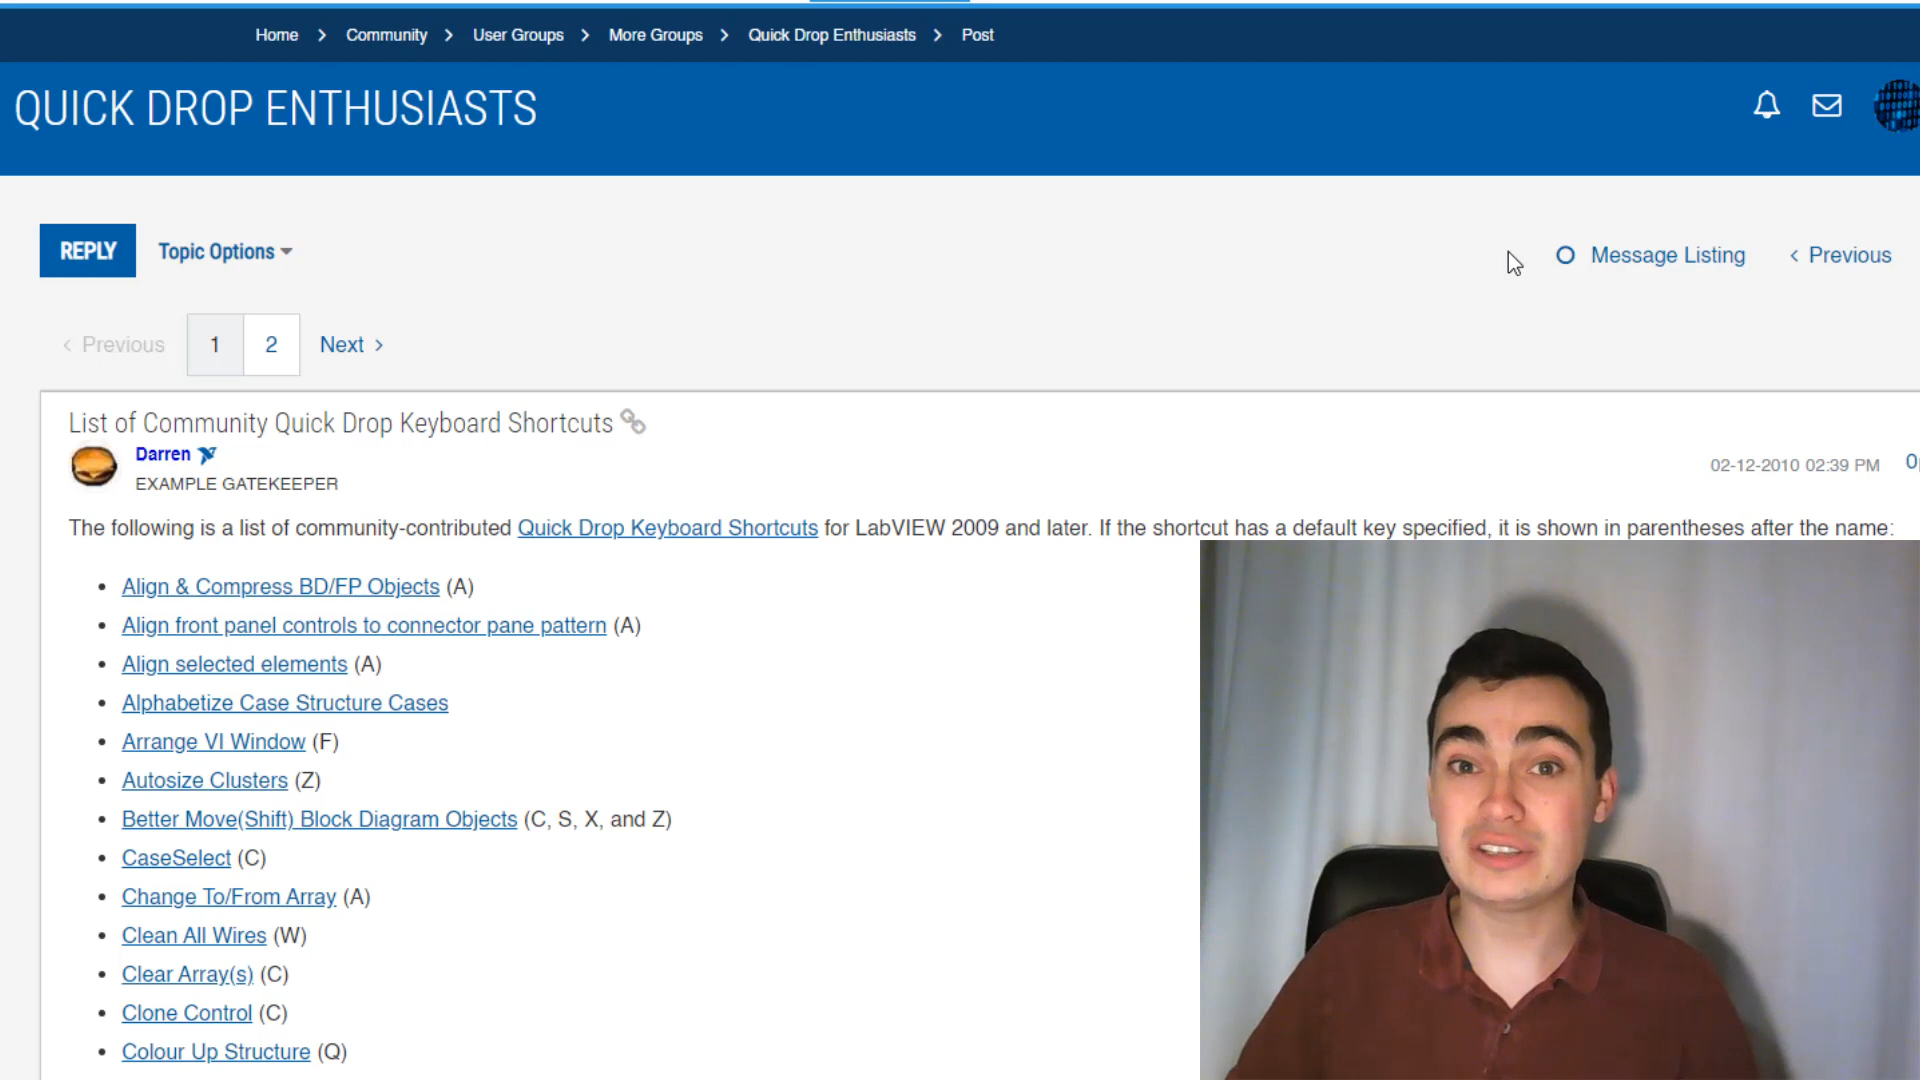 Home > Community > User Groups > More Groups > Quick Drop Enthusiasts > Post
QUICK DROP ENTHUSIASTS
REPLY Topic Options
Message Listing < Previous
< Previous 1 2 Next >
List of Community Quick Drop Keyboard Shortcuts
Darren
EXAMPLE GATEKEEPER
02-12-2010 02:39 PM
The following is a list of community-contributed Quick Drop Keyboard Shortcuts for LabVIEW 2009 and later. If the shortcut has a default key specified, it is shown in parentheses after the name:
• Align & Compress BD/FP Objects (A)
• Align front panel controls to connector pane pattern (A)
• Align selected elements (A)
• Alphabetize Case Structure Cases
• Arrange VI Window (F)
• Autosize Clusters (Z)
• Better Move(Shift) Block Diagram Objects (C, S, X, and Z)
• CaseSelect (C)
• Change To/From Array (A)
• Clean All Wires (W)
• Clear Array(s) (C)
• Clone Control (C)
• Colour Up Structure (Q)